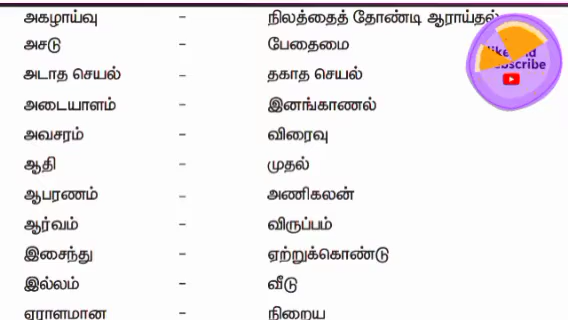 அகழாய்வு - நிலத்தைத் தோண்டி ஆராய்தல்
அசடு - பேதைமை
அடாத செயல் - தகாத செயல்
அடையாளம் - இனங்காணல்
அவசரம் - விரைவு
ஆதி - முதல்
ஆபரணம் - அணிகலன்
ஆர்வம் - விருப்பம்
இசைந்து - ஏற்றுக்கொண்டு
இல்லம் - வீடு
ஏராளமான - நிறைய